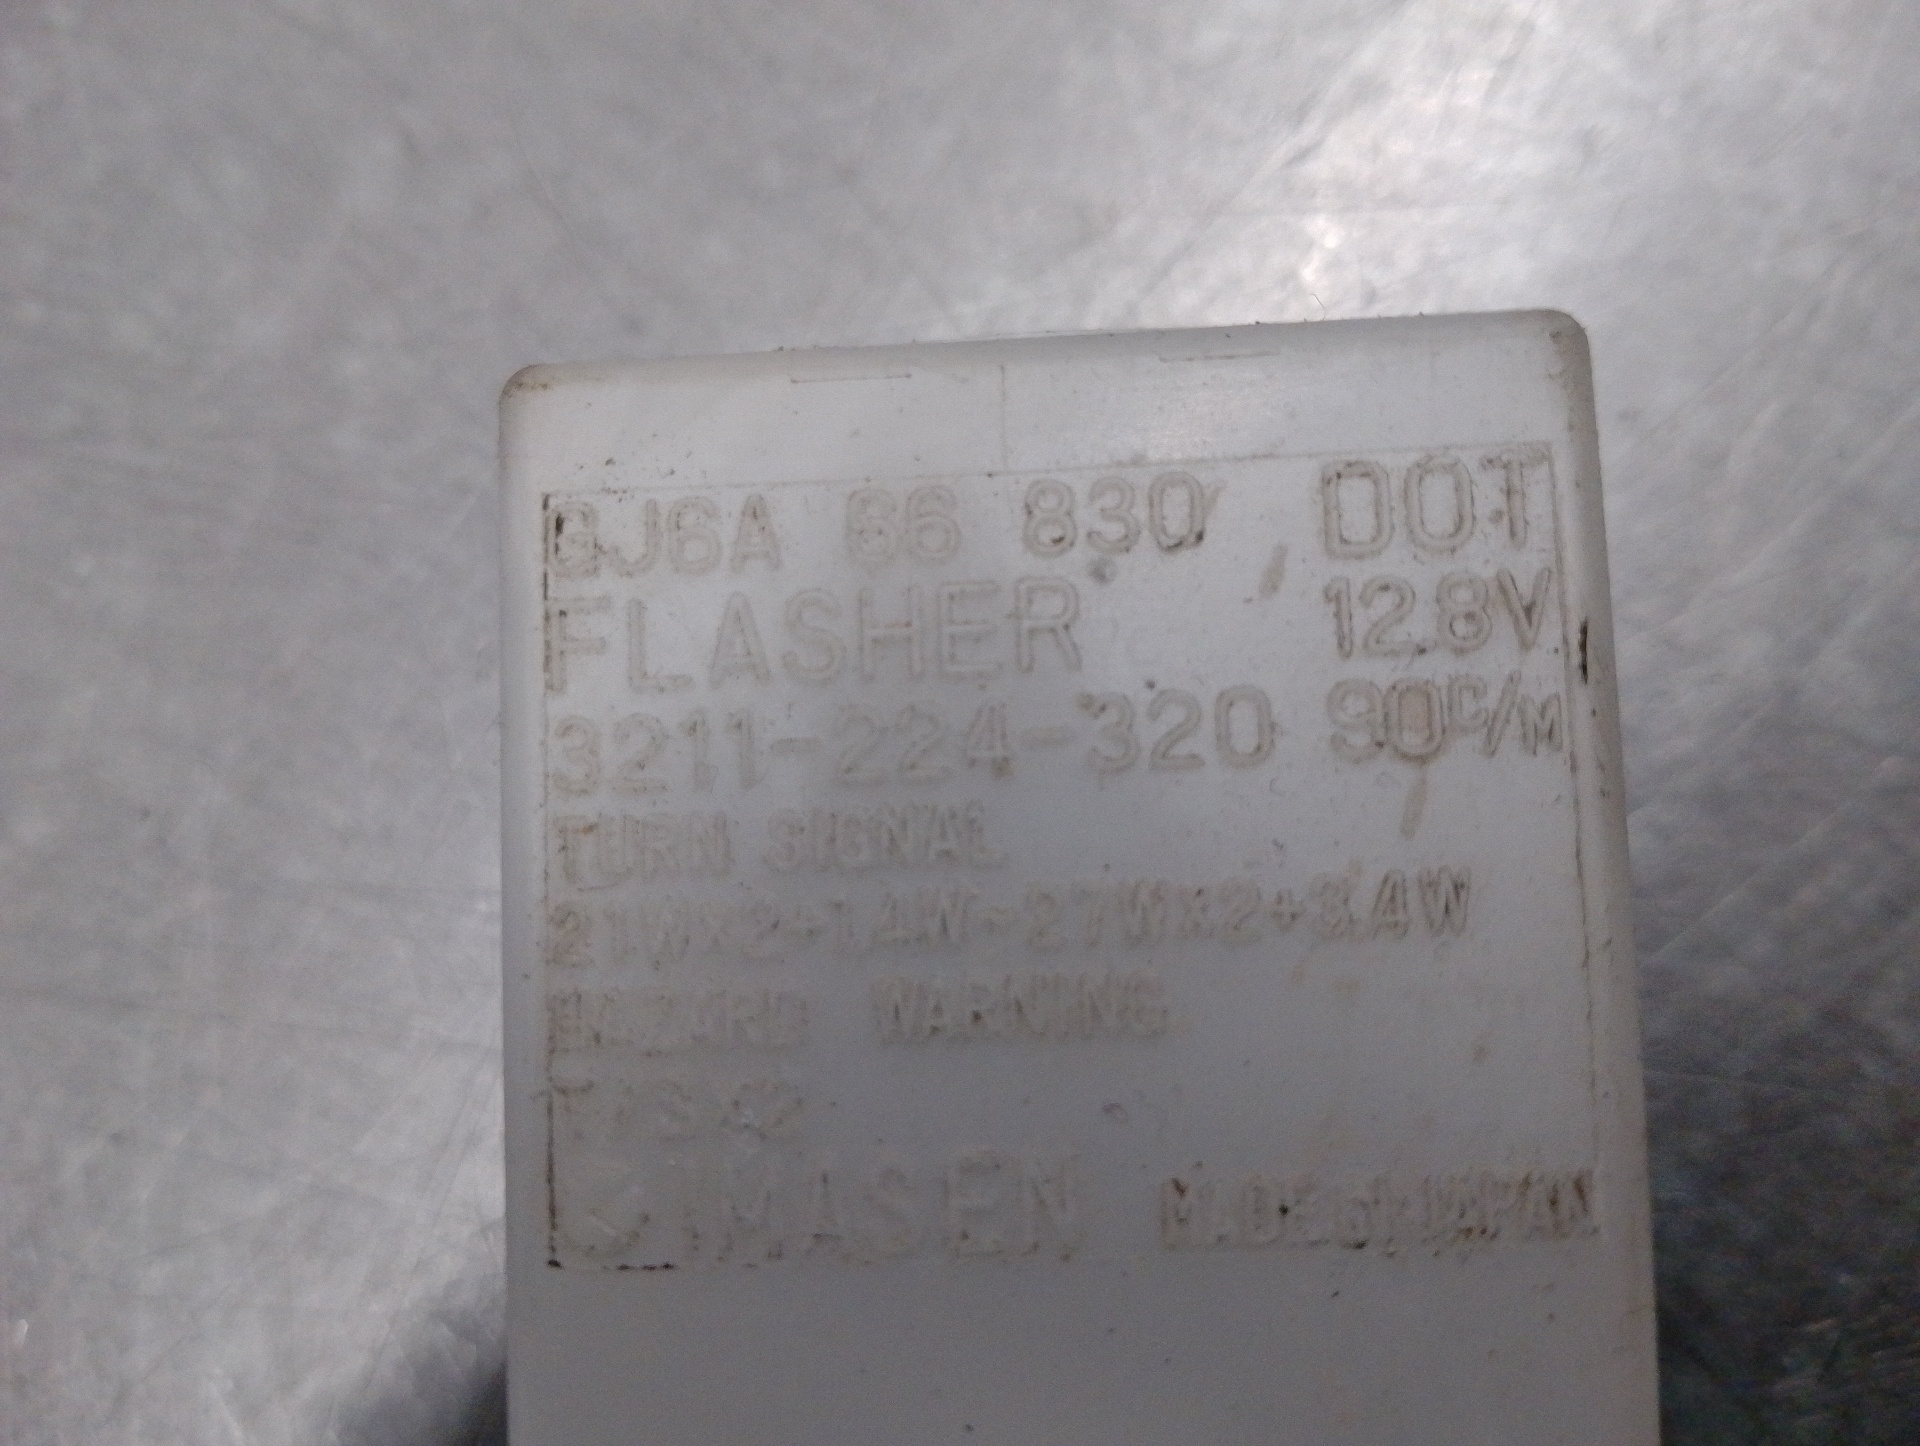 GJ6A 66 830 DOT
FLASHER 12.8V
3211-224-320 90C/M
TURN SIGNAL
21W×2+1.4W-27W×2+3.4W
HAZARD WARNING
IMASEN MADE IN JAPAN